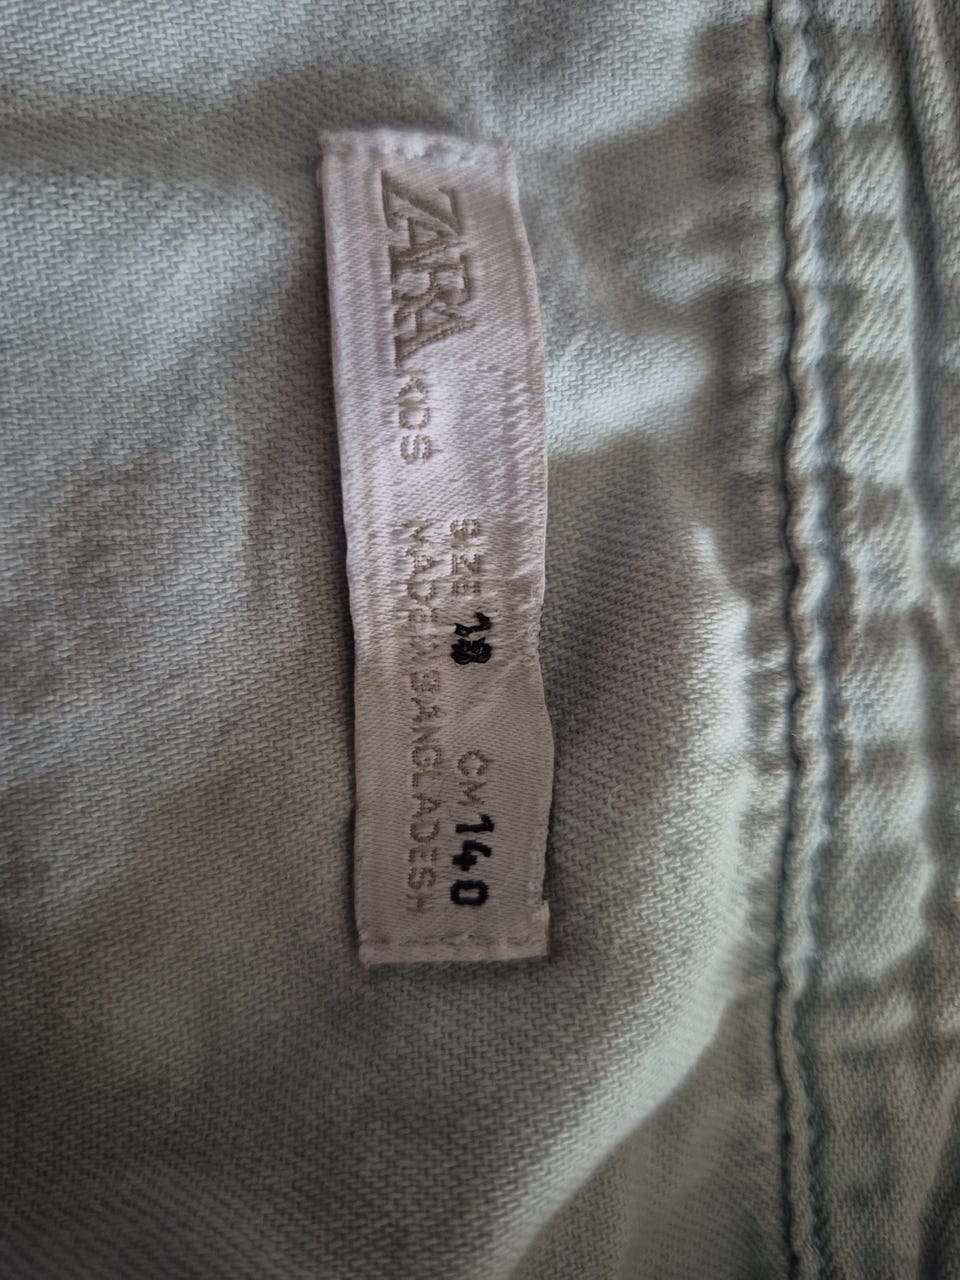 ZARA KIDS
SIZE CM 140
MADE IN BANGLADESH